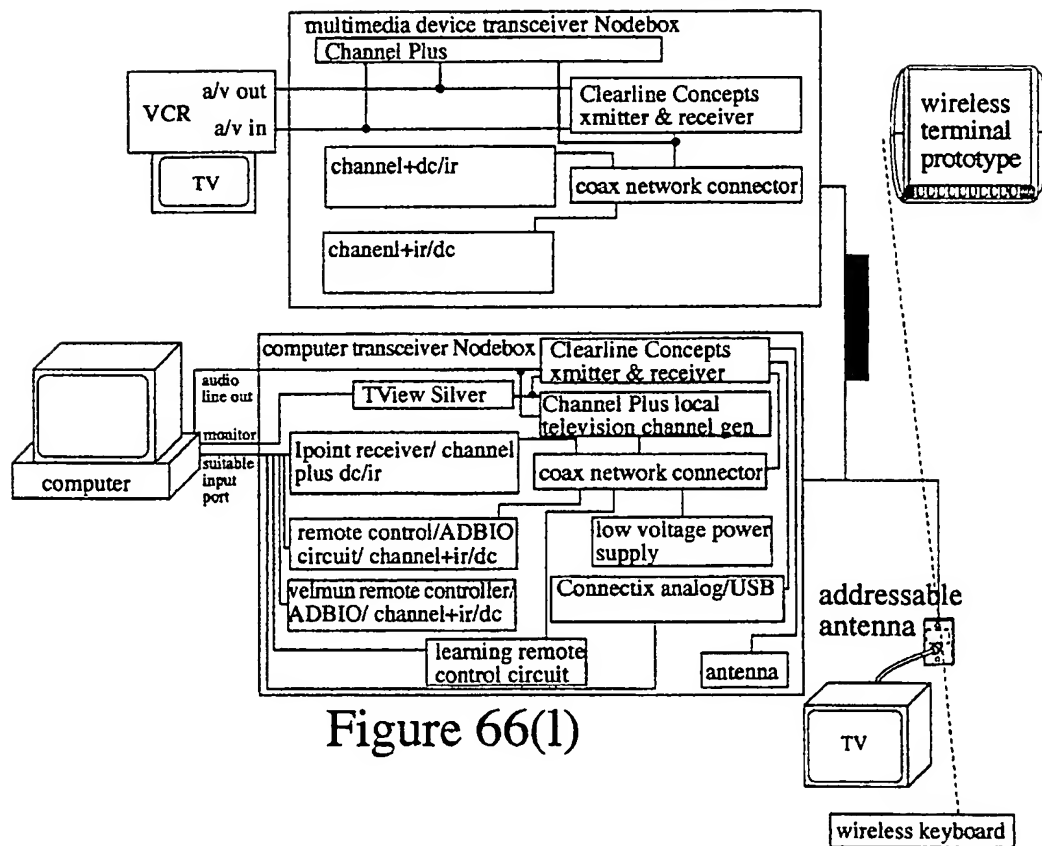 multimedia device transceiver Nodebox
Channel Plus
a/v out
VCR
a/v in
TV
Clearline Concepts
xmitter & receiver
channel+dc/ir
coax network connector
chanenl+ir/dc
wireless
terminal
prototype
computer transceiver Nodebox
Clearline Concepts
xmitter & receiver
audio
line out
TView Silver
Channel Plus local
television channel gen
monitor
Ipoint receiver/ channel
plus dc/ir
suitable
input
port
computer
coax network connector
remote control/ADBIO
circuit/ channel+ir/dc
low voltage power
supply
velmun remote controller/
ADBIO/ channel+ir/dc
Connectix analog/USB
learning remote
control circuit
antenna
addressable
antenna
TV
Figure 66(l)
wireless keyboard